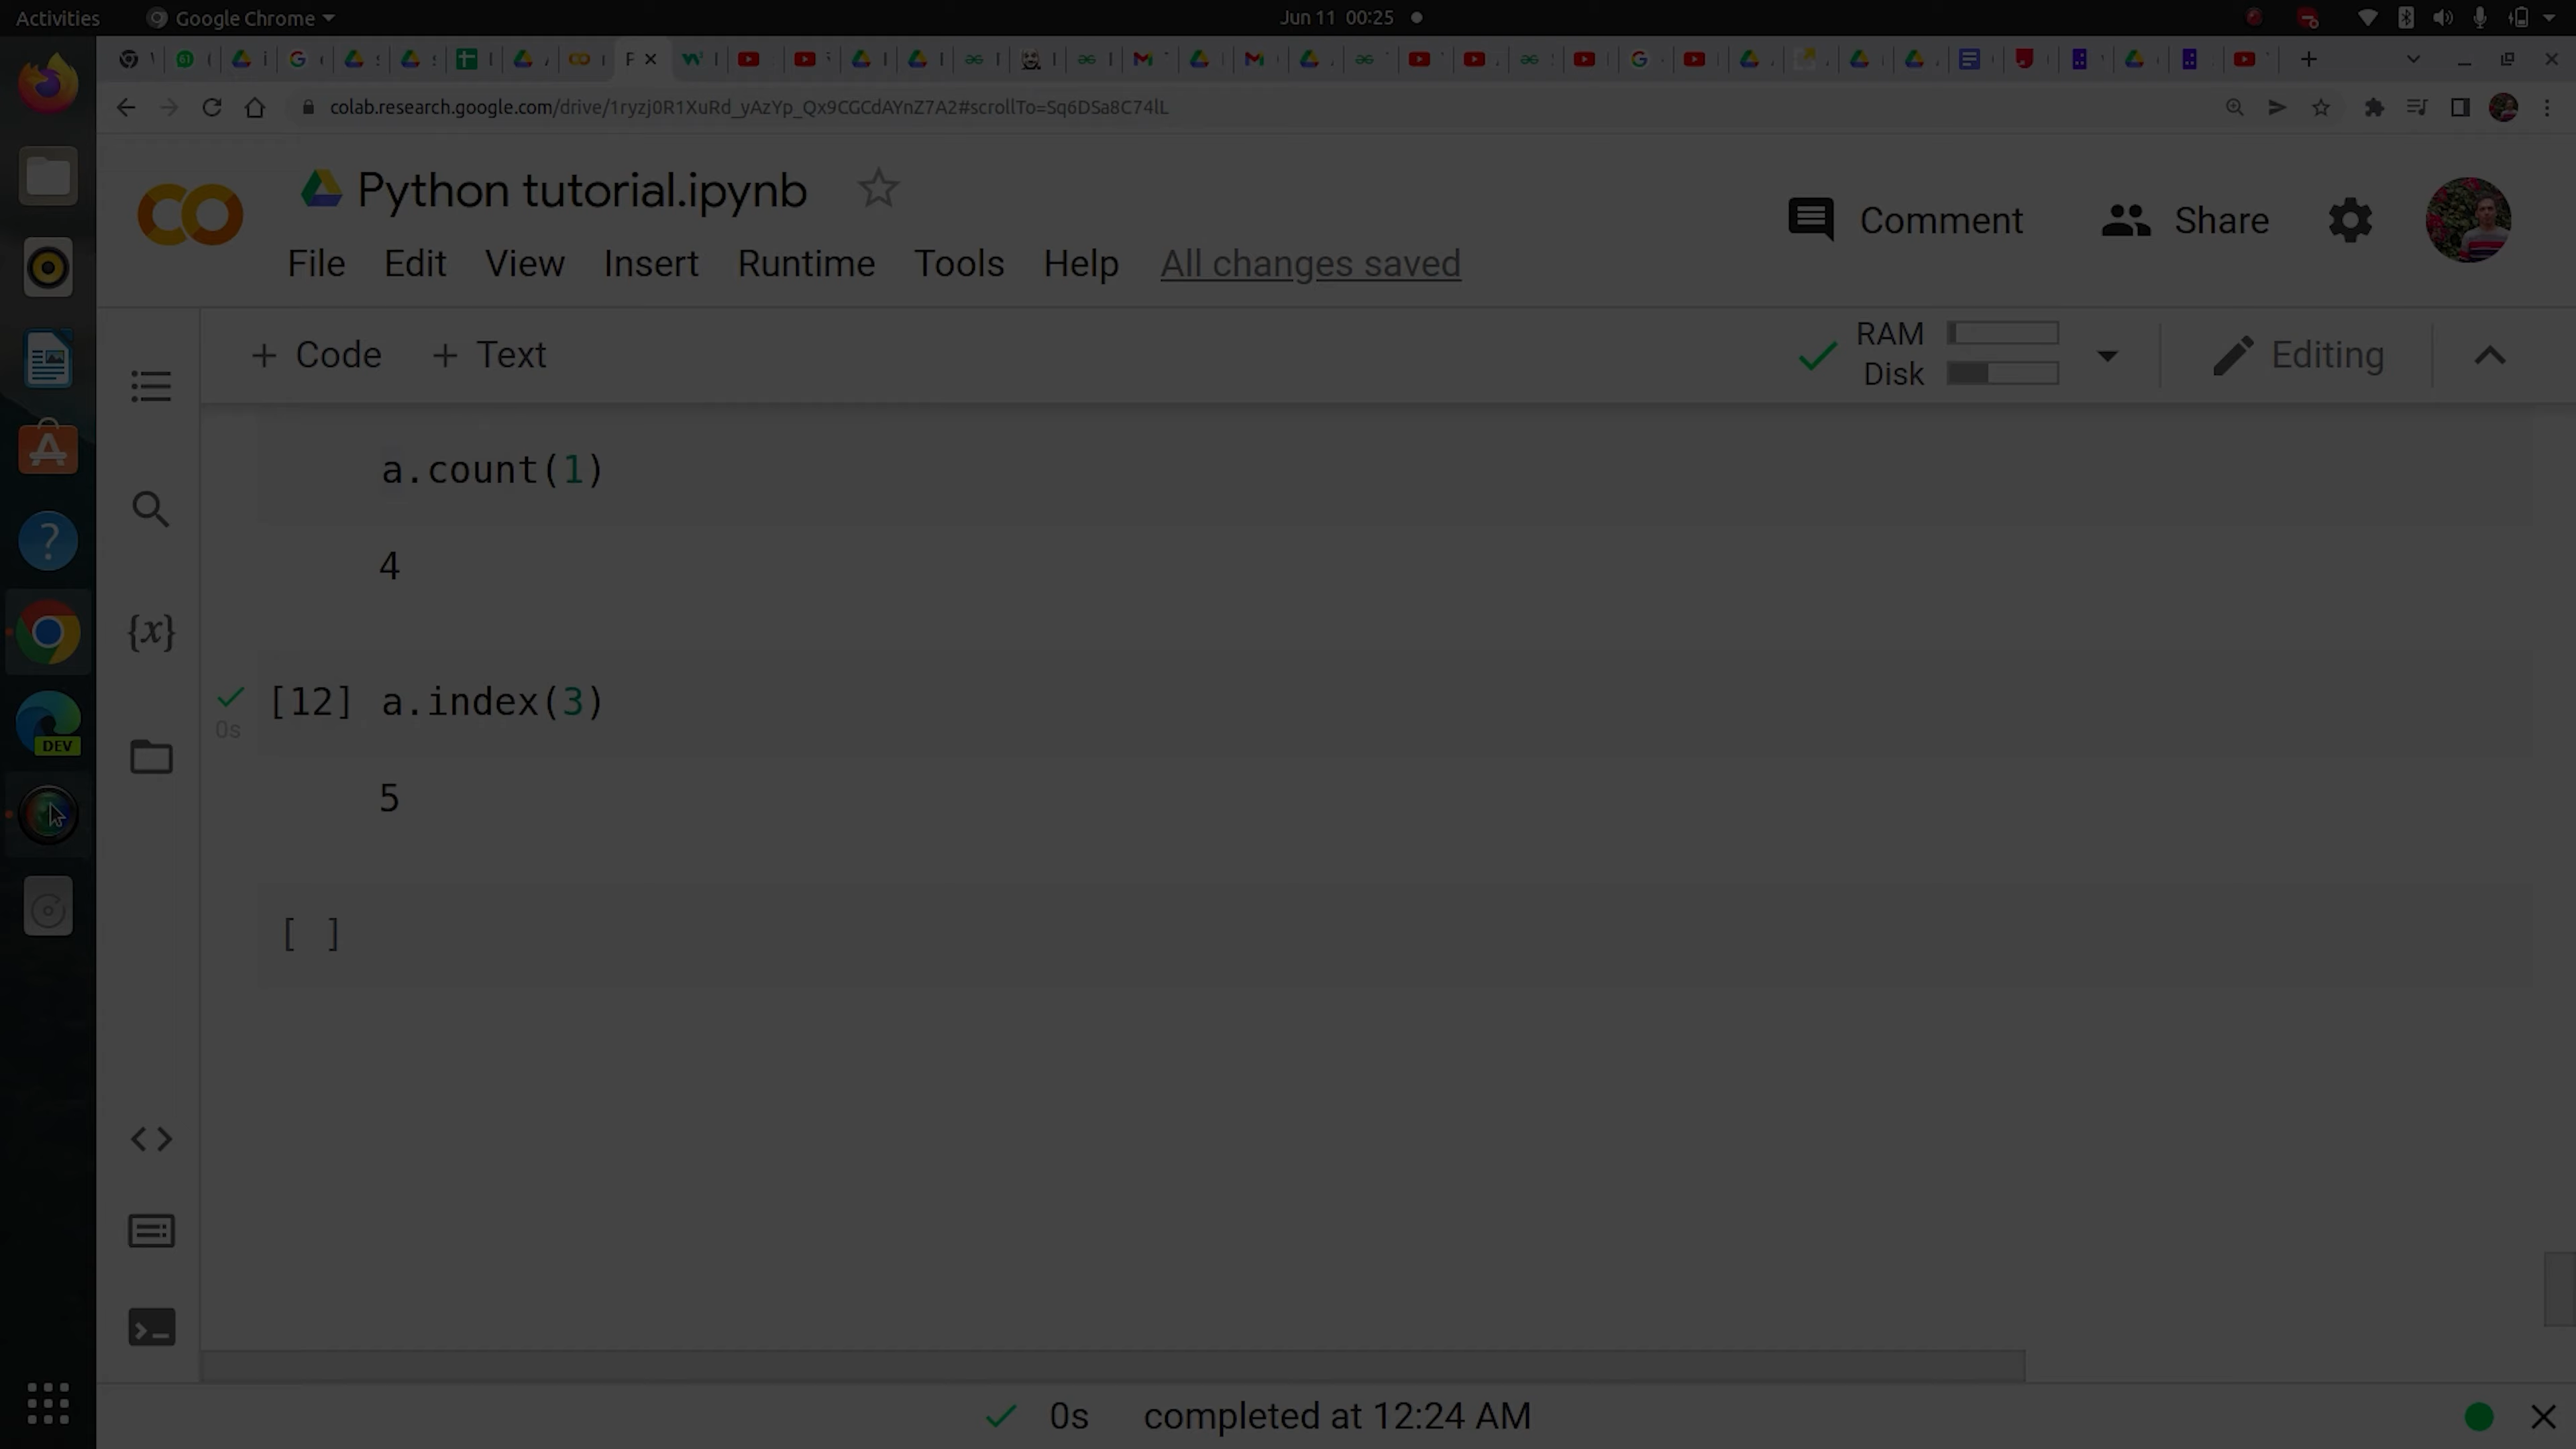 Activities Google Chrome Jun 11 00:25
colab.research.google.com/drive/1ryzj0R1XuRd_yAzYp_Qx9CGCdAYnZ7A2#scrollTo=Sq6DSa8C74lL
Python tutorial.ipynb
Comment Share
File Edit View Insert Runtime Tools Help All changes saved
+ Code + Text
RAM
Disk
Editing
a.count(1)
4
[12] a.index(3)
0s
5
[ ]
{x}
DEV
0s completed at 12:24 AM